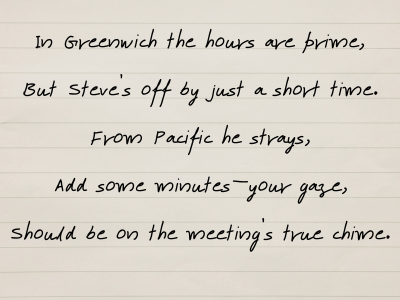 In Greenwich the hours are prime,
But Steve's off by just a short time.
From Pacific he strays,
Add some minutes—your gaze,
Should be on the meeting's true chime.